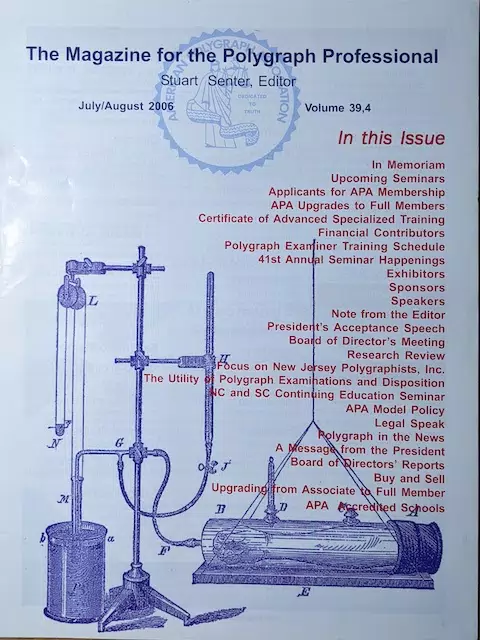 The Magazine for the Polygraph Professional
Stuart Senter, Editor
July/August 2006
Volume 39,4
AMERICAN POLYGRAPH ASSOCIATION
DEDICATED
TO
TRUTH
In this Issue
In Memoriam
Upcoming Seminars
Applicants for APA Membership
APA Upgrades to Full Members
Certificate of Advanced Specialized Training
Financial Contributors
Polygraph Examiner Training Schedule
41st Annual Seminar Happenings
Exhibitors
Sponsors
Speakers
Note from the Editor
President's Acceptance Speech
Board of Director's Meeting
Research Review
Focus on New Jersey Polygraphists, Inc.
The Utility of Polygraph Examinations and Disposition
NC and SC Continuing Education Seminar
APA Model Policy
Legal Speak
Polygraph in the News
A Message from the President
Board of Directors' Reports
Buy and Sell
Upgrading from Associate to Full Member
APA Accredited Schools
L
H
N
G
J
M
B
D
A
b
a
F
E